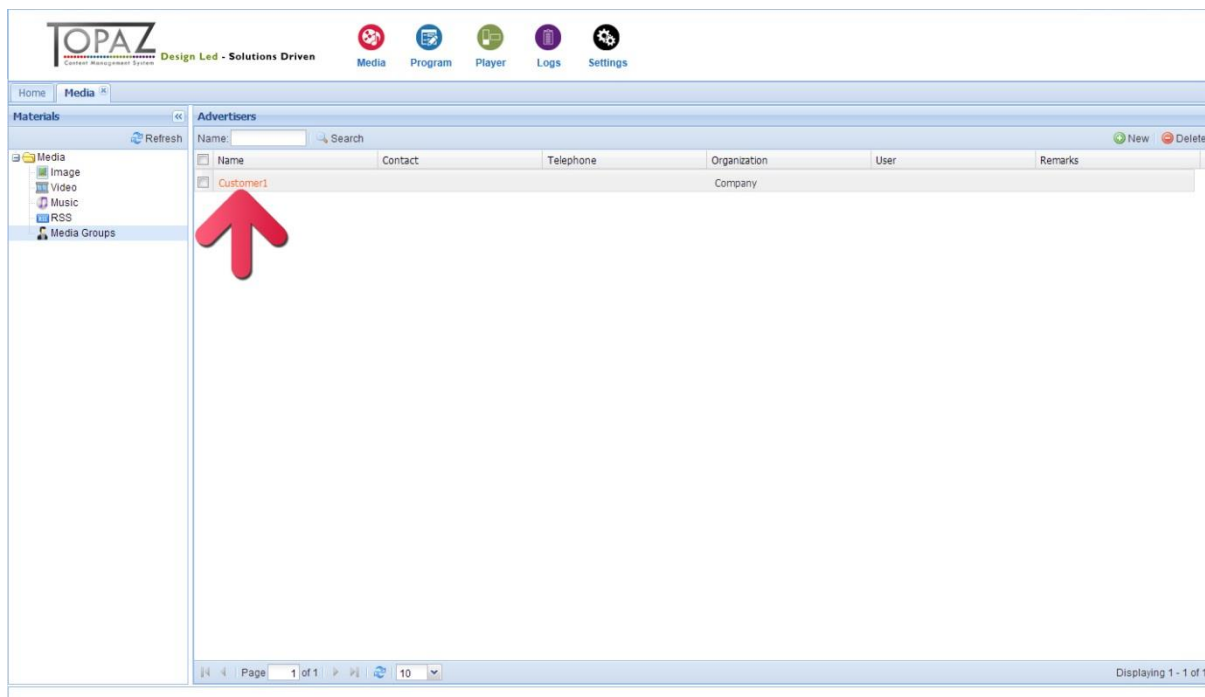 TOPAZ
Content Management System
Design Led - Solutions Driven
Media Program Player Logs Settings
Home Media
Materials
Refresh
Media
Image
Video
Music
RSS
Media Groups
Advertisers
Name: Search New Delete
Name Contact Telephone Organization User Remarks
Customer1 Company
Page 1 of 1 10 Displaying 1 - 1 of 1